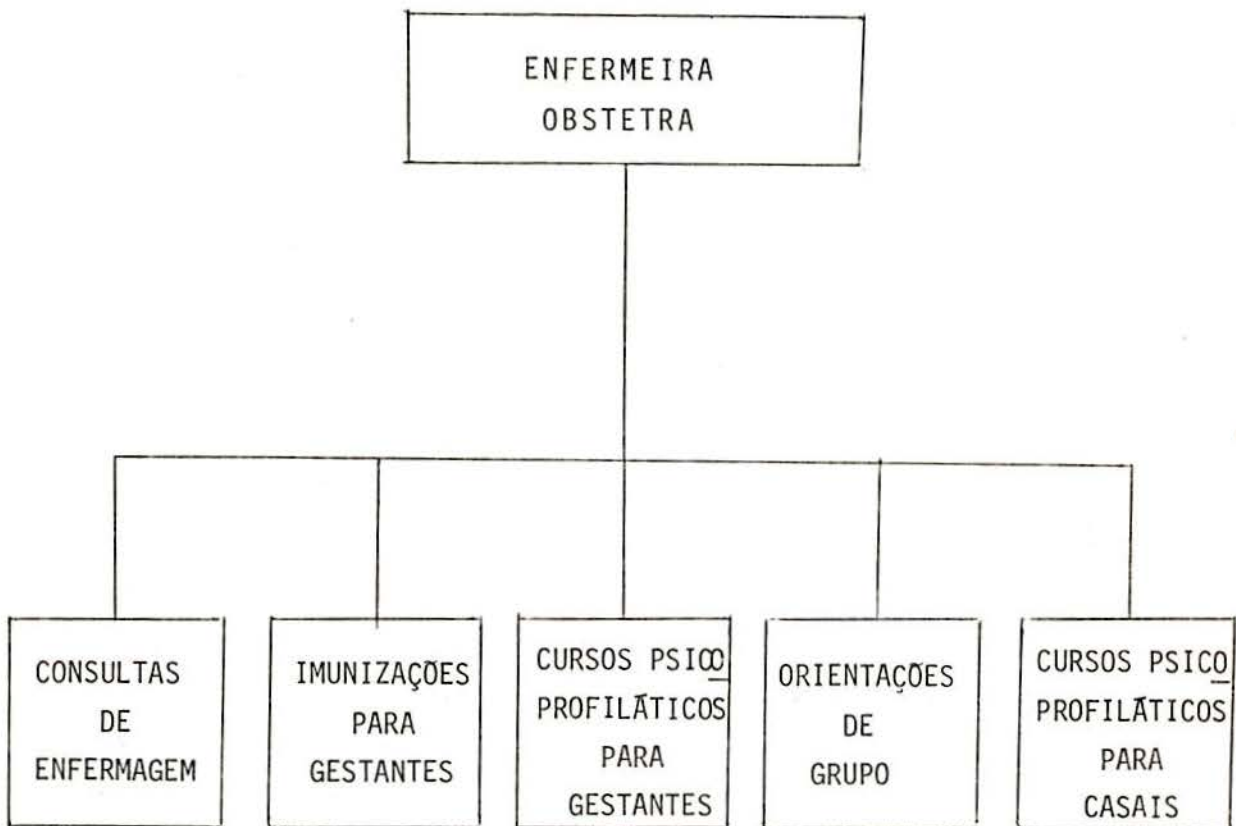 ENFERMEIRA
OBSTETRA
CONSULTAS
DE
ENFERMAGEM
IMUNIZAÇÕES
PARA
GESTANTES
CURSOS PSICO
PROFILÁTICOS
PARA
GESTANTES
ORIENTAÇÕES
DE
GRUPO
CURSOS PSICO
PROFILÁTICOS
PARA
CASAIS